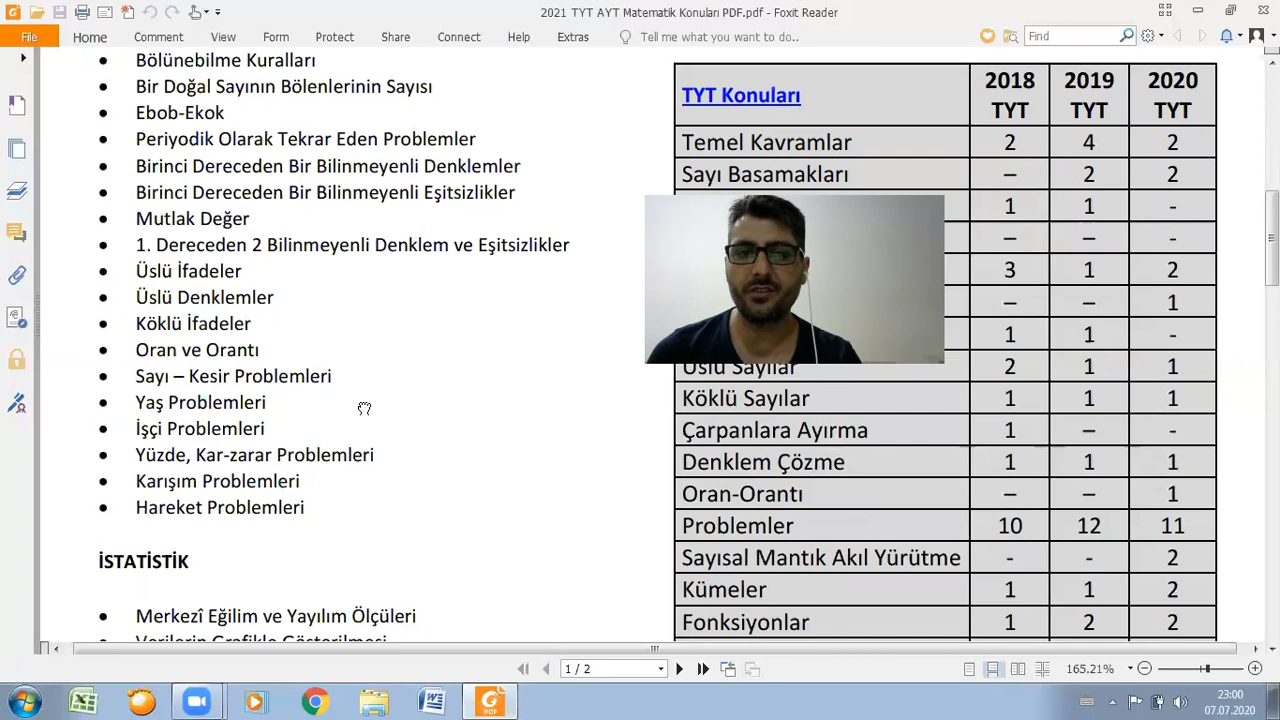 2021 TYT AYT Matematik Konuları PDF.pdf - Foxit Reader
File Home Comment View Form Protect Share Connect Help Extras Tell me what you want to do... Find
Bölünebilme Kuralları
Bir Doğal Sayının Bölenlerinin Sayısı
Ebob-Ekok
Periyodik Olarak Tekrar Eden Problemler
Birinci Dereceden Bir Bilinmeyenli Denklemler
Birinci Dereceden Bir Bilinmeyenli Eşitsizlikler
Mutlak Değer
1. Dereceden 2 Bilinmeyenli Denklem ve Eşitsizlikler
Üslü İfadeler
Üslü Denklemler
Köklü İfadeler
Oran ve Orantı
Sayı – Kesir Problemleri
Yaş Problemleri
İşçi Problemleri
Yüzde, Kar-zarar Problemleri
Karışım Problemleri
Hareket Problemleri
İSTATİSTİK
Merkezî Eğilim ve Yayılım Ölçüleri
Verilerin Grafikle Gösterilmesi
TYT Konuları 2018 TYT 2019 TYT 2020 TYT
Temel Kavramlar 2 4 2
Sayı Basamakları – 2 2
1 1 -
– – -
3 1 2
– – 1
1 1 -
Üslü Sayılar 2 1 1
Köklü Sayılar 1 1 1
Çarpanlara Ayırma 1 – -
Denklem Çözme 1 1 1
Oran-Orantı – – 1
Problemler 10 12 11
Sayısal Mantık Akıl Yürütme - - 2
Kümeler 1 1 2
Fonksiyonlar 1 2 2
1 / 2
165.21%
PDF
23:00
07.07.2020